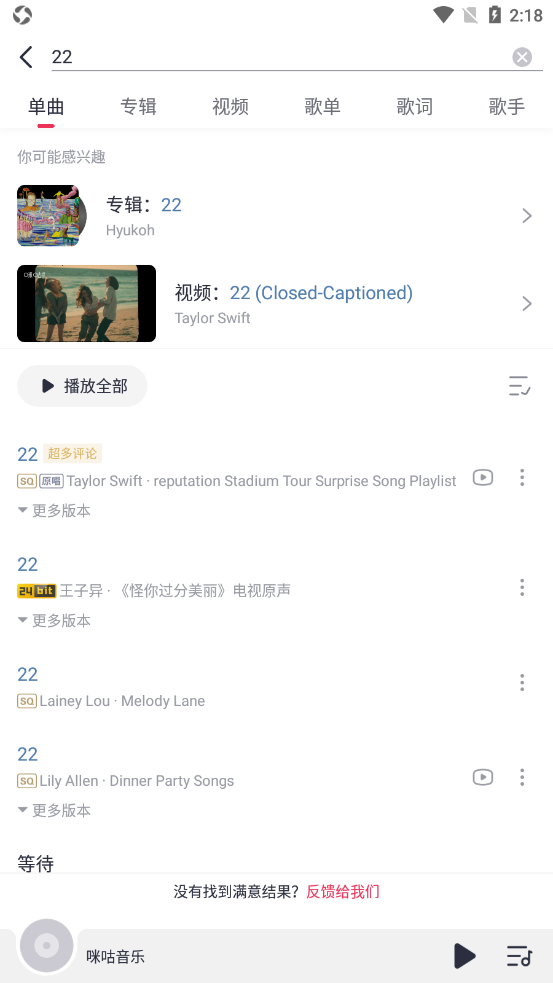 2:18
22
单曲 专辑 视频 歌单 歌词 歌手
你可能感兴趣
专辑：22
Hyukoh
视频：22 (Closed-Captioned)
Taylor Swift
播放全部
22 超多评论
SQ 原唱 Taylor Swift · reputation Stadium Tour Surprise Song Playlist
更多版本
22
24bit 王子异 · 《怪你过分美丽》电视原声
更多版本
22
SQ Lainey Lou · Melody Lane
22
SQ Lily Allen · Dinner Party Songs
更多版本
等待
没有找到满意结果？反馈给我们
咪咕音乐